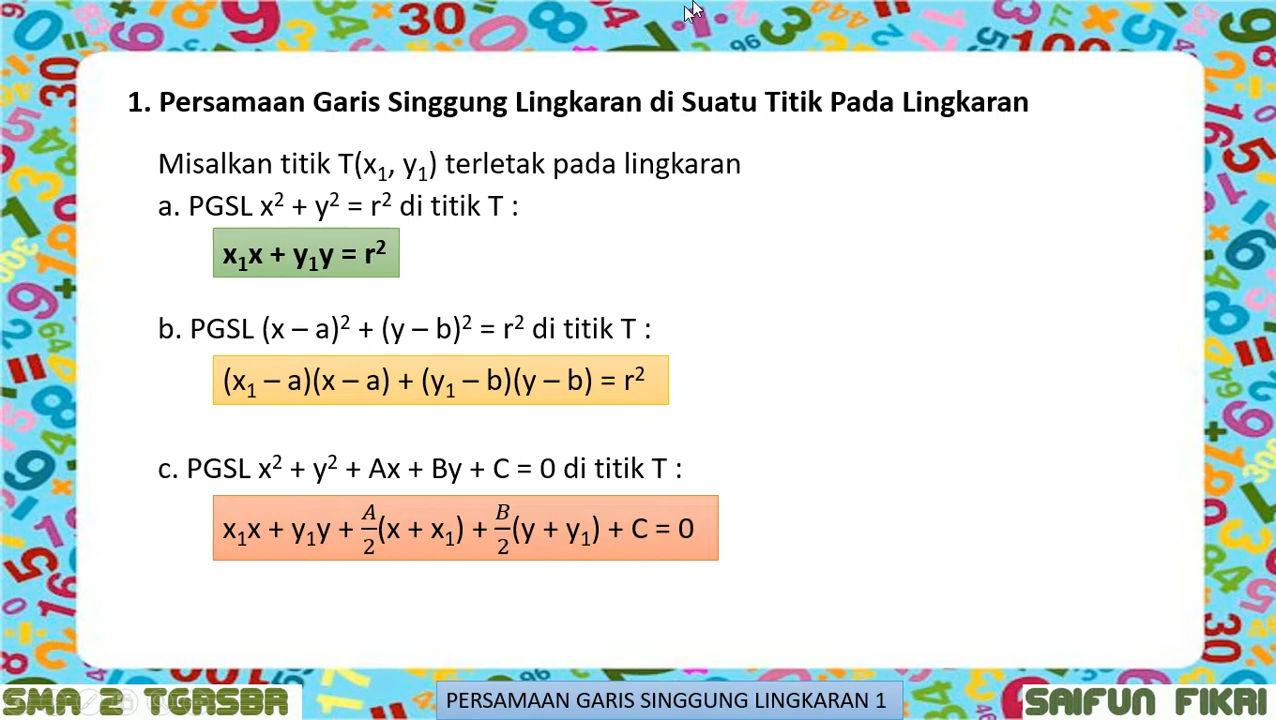 1. Persamaan Garis Singgung Lingkaran di Suatu Titik Pada Lingkaran
Misalkan titik T(x₁, y₁) terletak pada lingkaran
a. PGSL x² + y² = r² di titik T :
x₁x + y₁y = r²
b. PGSL (x – a)² + (y – b)² = r² di titik T :
(x₁ – a)(x – a) + (y₁ – b)(y – b) = r²
c. PGSL x² + y² + Ax + By + C = 0 di titik T :
x₁x + y₁y + A/2(x + x₁) + B/2(y + y₁) + C = 0
SMA 2 TGRSBR
PERSAMAAN GARIS SINGGUNG LINGKARAN 1
SAIFUN FIKRI